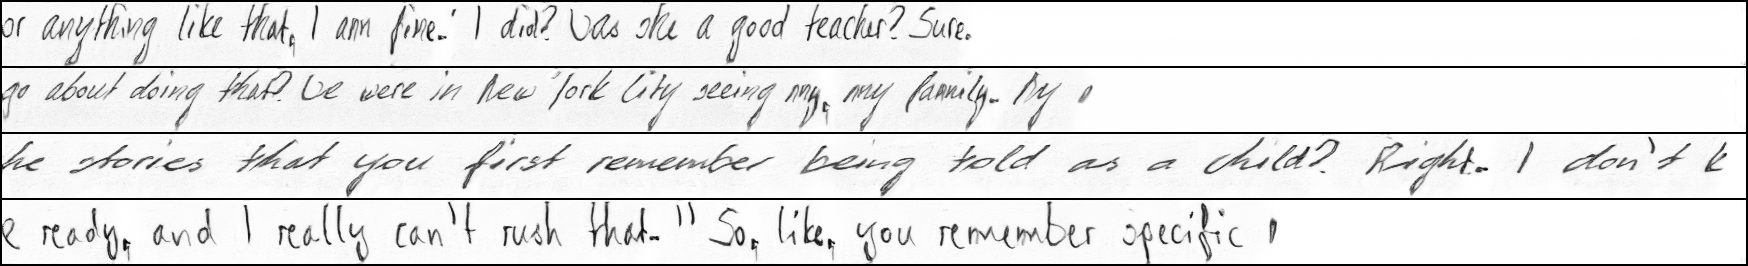 or anything like that, I am fine." I did? Was she a good teacher? Sure.
go about doing that? We were in New York City seeing my, my family. My
he stories that you first remember being told as a child? Right. I don't k
e ready, and I really can't rush that." So, like, you remember specific